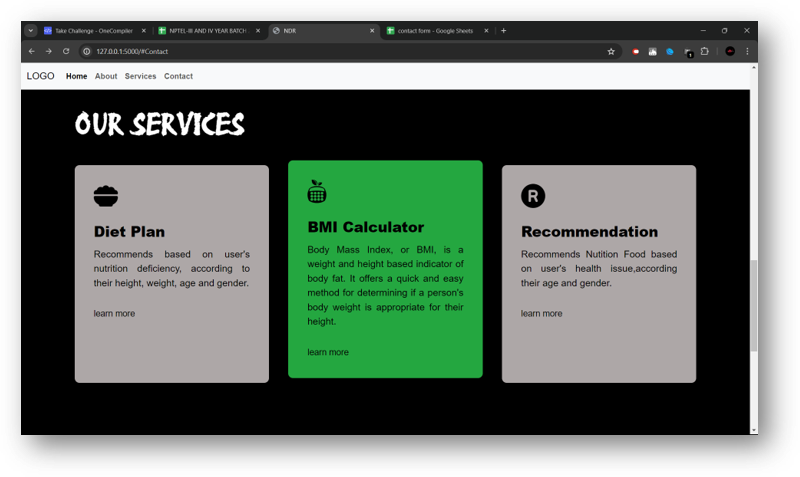 Take Challenge - OneCompiler
NPTEL-III AND IV YEAR BATCH
NDR
contact form - Google Sheets
127.0.0.1:5000/#Contact
1
LOGO Home About Services Contact
OUR SERVICES
Diet Plan
Recommends based on user's
nutrition deficiency, according to
their height, weight, age and gender.
learn more
BMI Calculator
Body Mass Index, or BMI, is a
weight and height based indicator of
body fat. It offers a quick and easy
method for determining if a person's
body weight is appropriate for their
height.
learn more
R
Recommendation
Recommends Nutition Food based
on user's health issue,according
their age and gender.
learn more